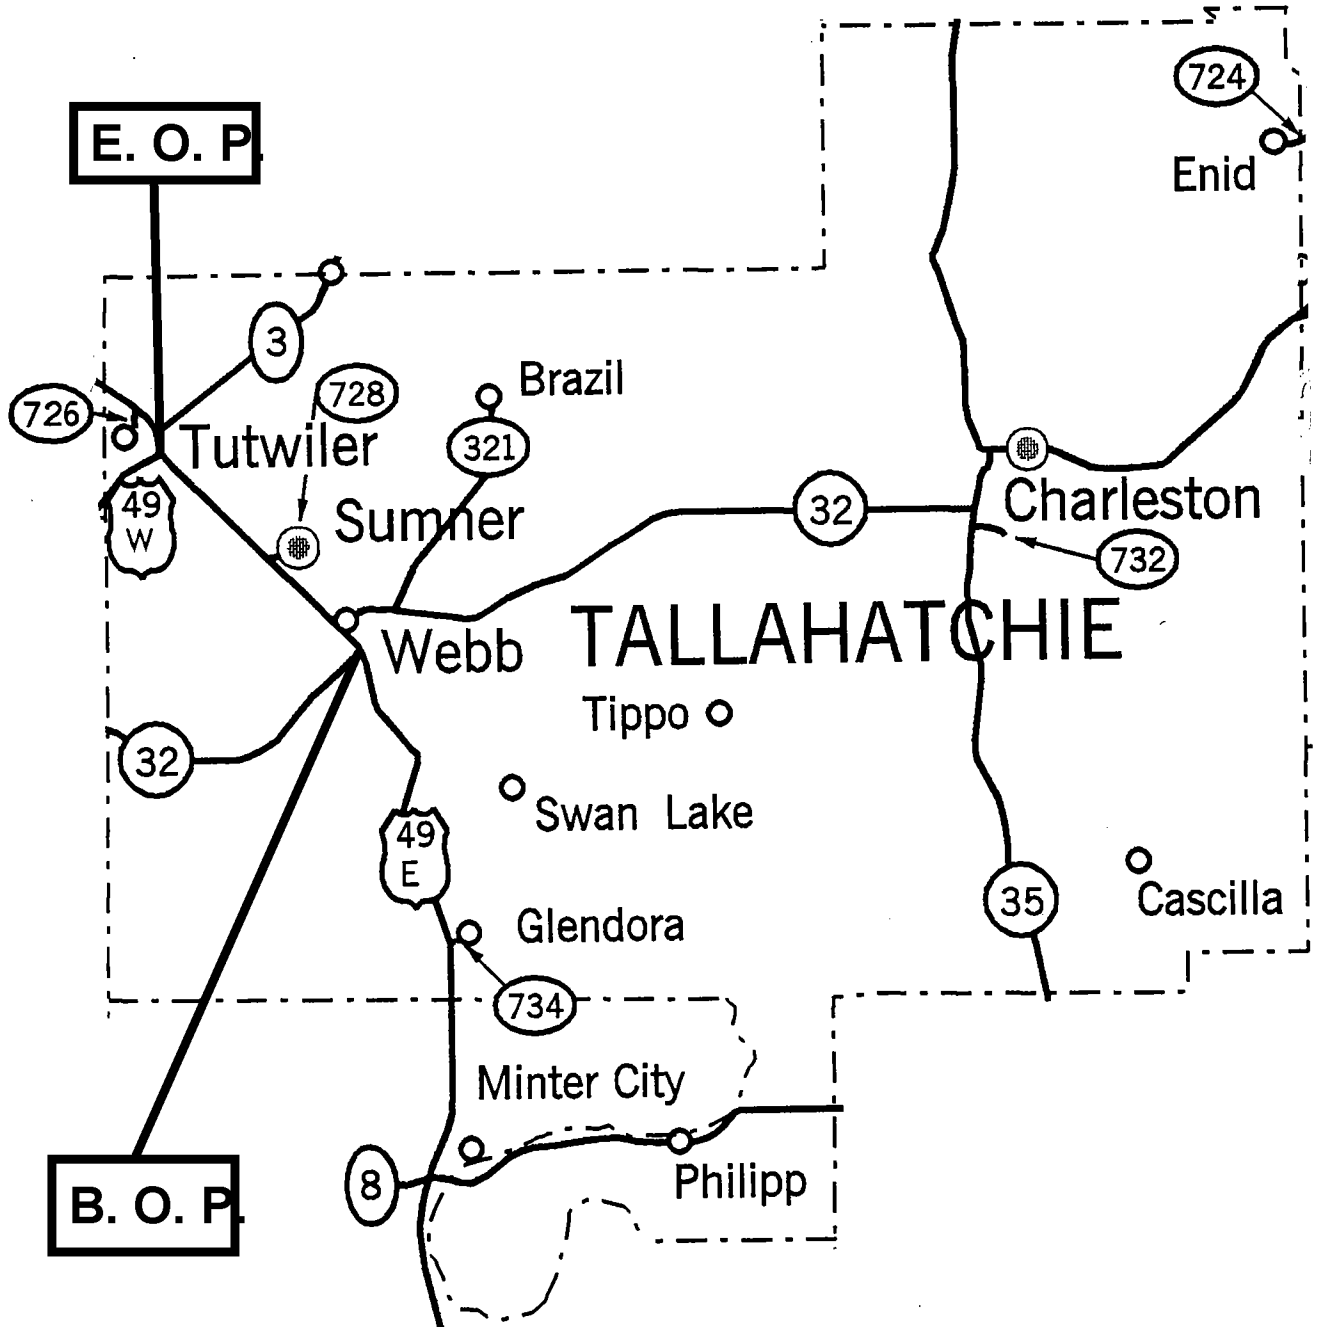 724
Enid
E. O. P.
3
728
Brazil
726
Tutwiler
321
49
W
Sumner
32
Charleston
732
Webb
TALLAHATCHIE
Tippo
32
Swan Lake
49
E
35
Cascilla
Glendora
734
Minter City
8
Philipp
B. O. P.